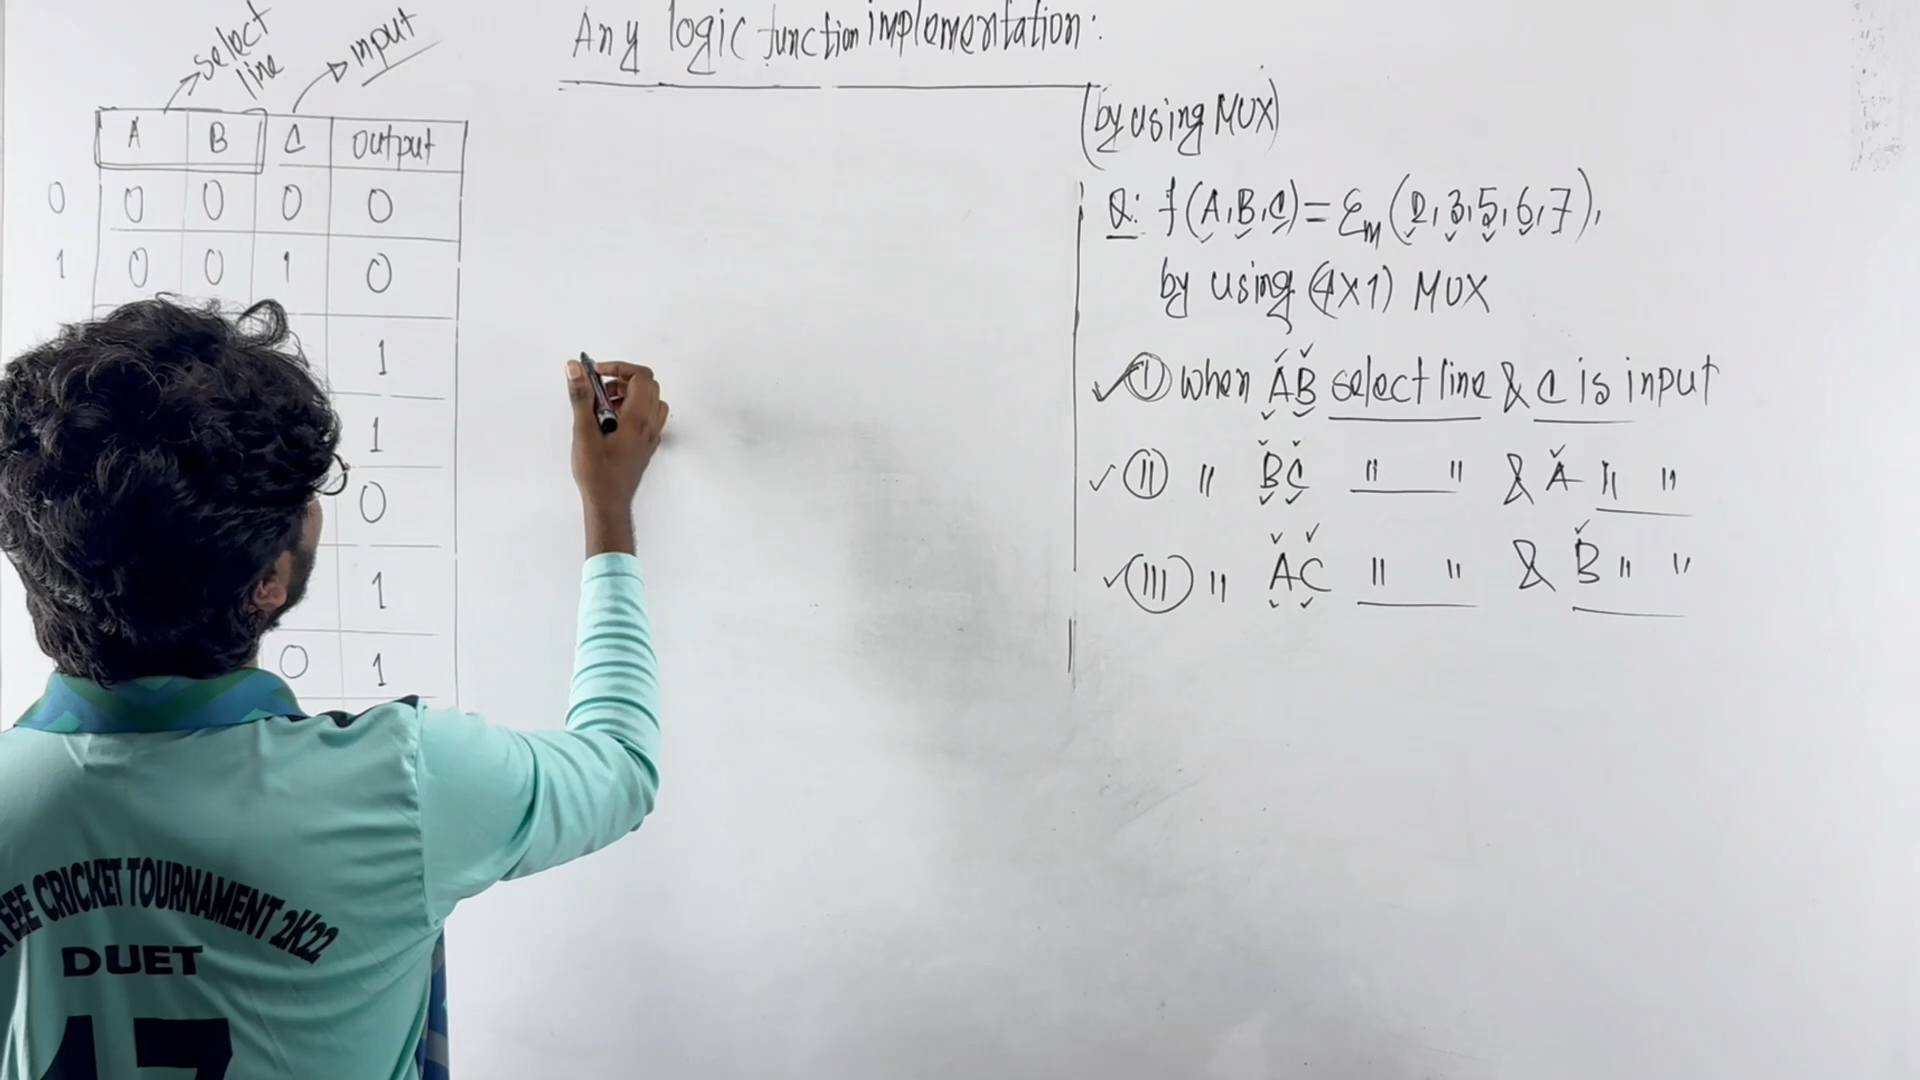 Any logic function implementation:
(by using MUX)
select line
input
A B C output
0 0 0 0 0
1 0 0 1 0
1
1
0
1
0 1
Q: f(A,B,C)=Σm(2,3,5,6,7),
by using (4x1) MUX
✓ I when AB select line & C is input
✓ II " BC " " & A " "
✓ III " AC " " & B " "
EEE CRICKET TOURNAMENT 2K22
DUET
17